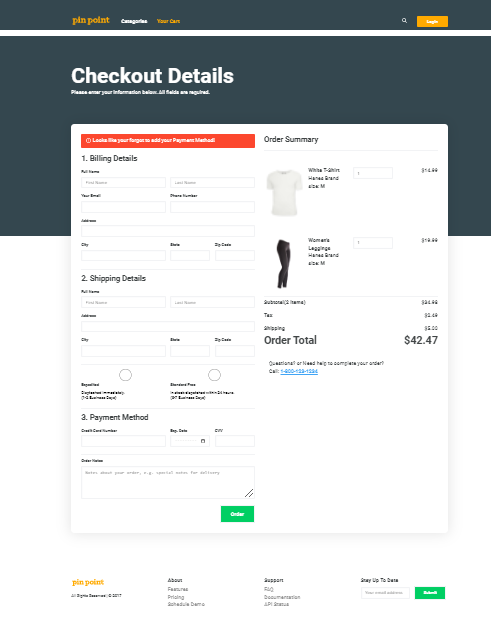 pin point
Categories
Your Cart
Login
Checkout Details
Please enter your information below. All fields are required.
Looks like your forgot to add your Payment Method!
1. Billing Details
Full Name
First Name
Last Name
Your Email
Phone Number
Address
City
State
Zip Code
2. Shipping Details
Full Name
First Name
Last Name
Address
City
State
Zip Code
Expedited
Dispatched immediately.
(1-2 Business Days)
Standard Free
In stock dispatched within 24 hours.
(5-7 Business Days)
3. Payment Method
Credit Card Number
Exp. Date
CVV
Order Notes
Notes about your order, e.g. special notes for delivery
Order
Order Summary
White T-Shirt
Hanes Brand
size: M
1
$14.99
Women's
Leggings
Hanes Brand
size: M
1
$19.99
Subtotal(2 items)
$34.98
Tax
$2.49
Shipping
$5.00
Order Total
$42.47
Questions? or Need help to complete your order?
Call: 1-800-123-1234
pin point
All Rights Reserved | © 2017
About
Features
Pricing
Schedule Demo
Support
FAQ
Documentation
API Status
Stay Up To Date
Your email address
Submit